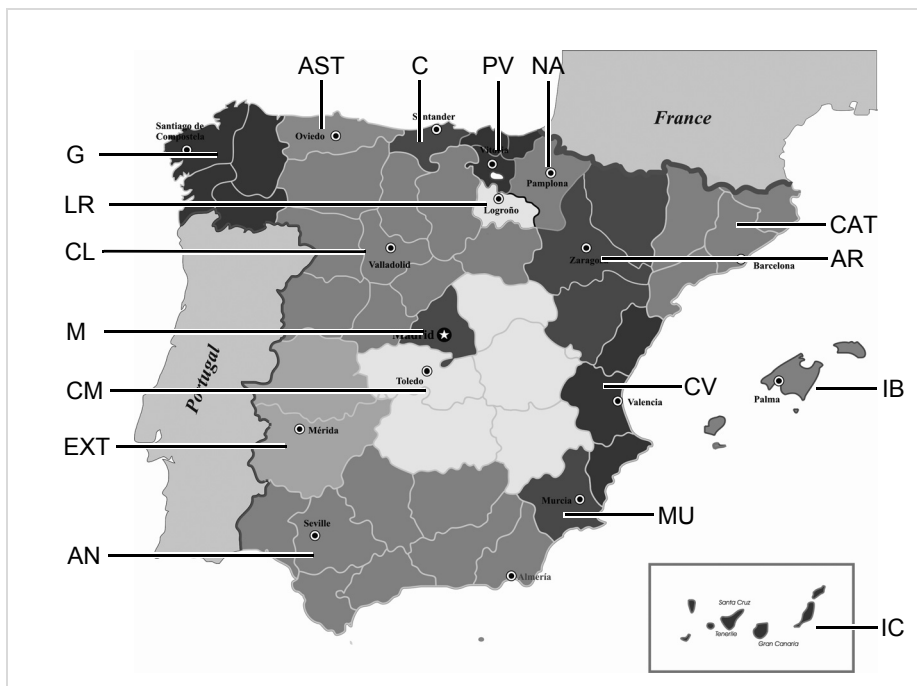 AST
C
PV
NA
France
Santander
Santiago de
Compostela
Oviedo
G
Vitoria
Pamplona
LR
Logroño
CAT
CL
Valladolid
Zaragoza
AR
Barcelona
M
Madrid
Portugal
Toledo
CM
CV
Valencia
Palma
IB
EXT
Mérida
Murcia
MU
Seville
AN
Almería
Santa Cruz
Tenerife
Gran Canaria
IC